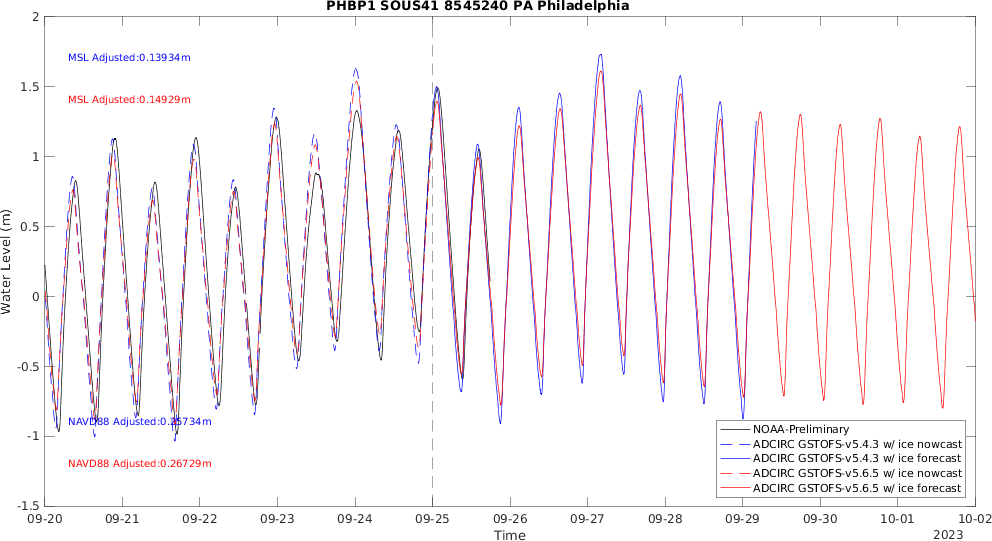 PHBP1 SOUS41 8545240 PA Philadelphia
2
1.5
1
0.5
0
-0.5
-1
-1.5
Water Level (m)
MSL Adjusted:0.13934m
MSL Adjusted:0.14929m
NAVD88 Adjusted:0.25734m
NAVD88 Adjusted:0.26729m
NOAA-Preliminary
ADCIRC GSTOFS-v5.4.3 w/ ice nowcast
ADCIRC GSTOFS-v5.4.3 w/ ice forecast
ADCIRC GSTOFS-v5.6.5 w/ ice nowcast
ADCIRC GSTOFS-v5.6.5 w/ ice forecast
09-20 09-21 09-22 09-23 09-24 09-25 09-26 09-27 09-28 09-29 09-30 10-01 10-02
Time
2023